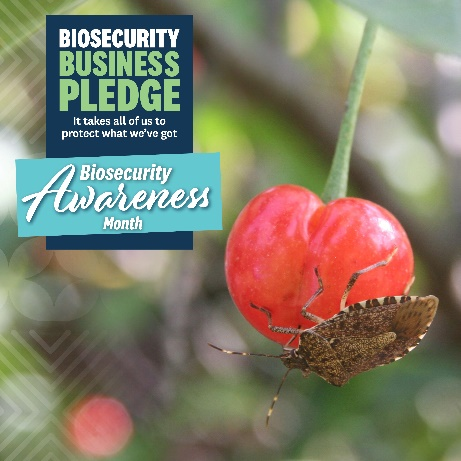 BIOSECURITY
BUSINESS
PLEDGE
It takes all of us to
protect what we've got
Biosecurity
Awareness
Month